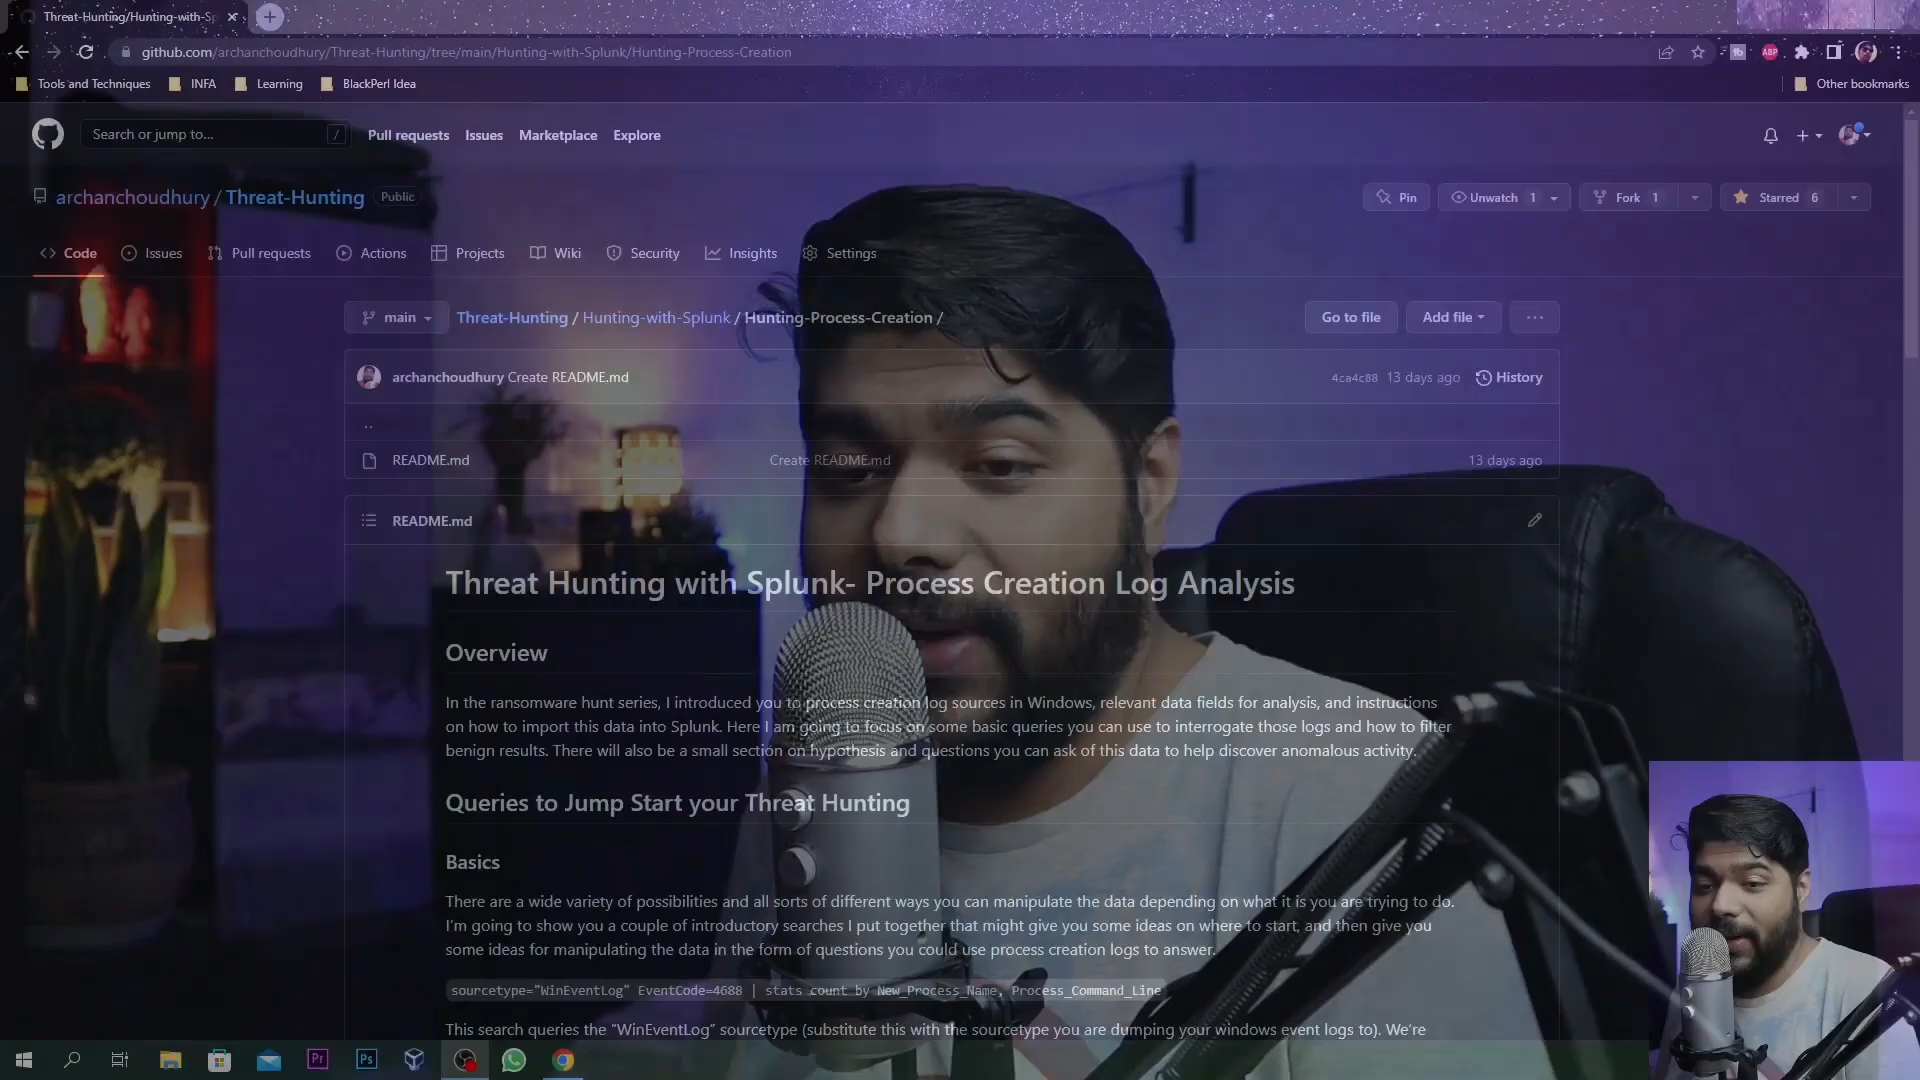 Threat-Hunting/Hunting-with-Sp
github.com/archanchoudhury/Threat-Hunting/tree/main/Hunting-with-Splunk/Hunting-Process-Creation
ABP
Tools and Techniques INFA Learning BlackPerl Idea Other bookmarks
Search or jump to... / Pull requests Issues Marketplace Explore
archanchoudhury / Threat-Hunting Public Pin Unwatch 1 Fork 1 Starred 6
Code Issues Pull requests Actions Projects Wiki Security Insights Settings
main Threat-Hunting / Hunting-with-Splunk / Hunting-Process-Creation / Go to file Add file ...
archanchoudhury Create README.md 4ca4c88 13 days ago History
..
README.md Create README.md 13 days ago
README.md
Threat Hunting with Splunk- Process Creation Log Analysis
Overview
In the ransomware hunt series, I introduced you to process creation log sources in Windows, relevant data fields for analysis, and instructions
on how to import this data into Splunk. Here I am going to focus on some basic queries you can use to interrogate those logs and how to filter
benign results. There will also be a small section on hypothesis and questions you can ask of this data to help discover anomalous activity.
Queries to Jump Start your Threat Hunting
Basics
There are a wide variety of possibilities and all sorts of different ways you can manipulate the data depending on what it is you are trying to do.
I'm going to show you a couple of introductory searches I put together that might give you some ideas on where to start, and then give you
some ideas for manipulating the data in the form of questions you could use process creation logs to answer.
sourcetype="WinEventLog" EventCode=4688 | stats count by New_Process_Name, Process_Command_Line
This search queries the "WinEventLog" sourcetype (substitute this with the sourcetype you are dumping your windows event logs to). We're
Pr Ps